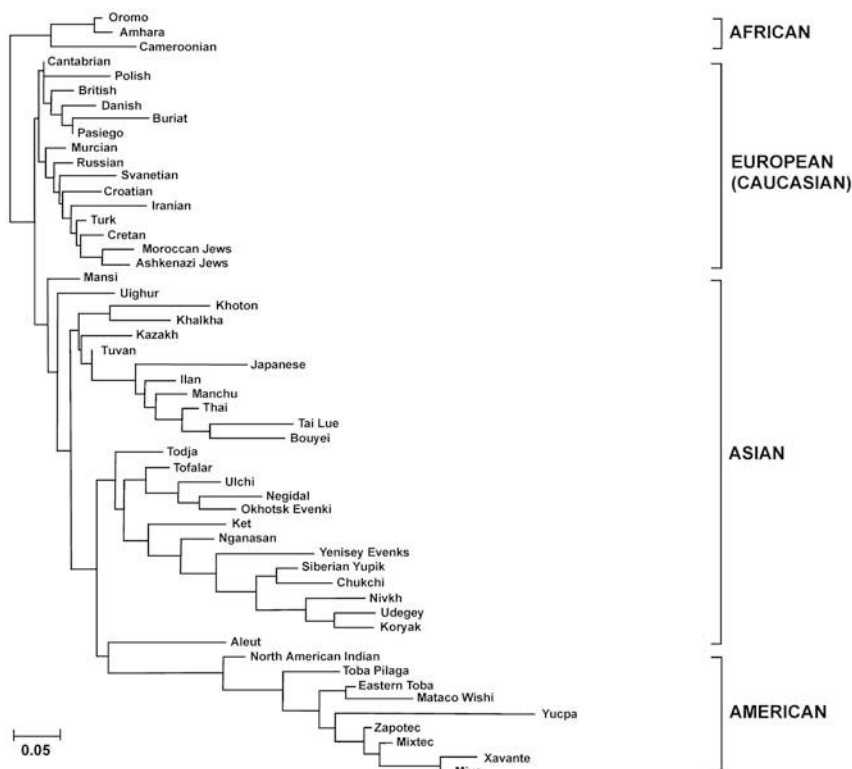 Oromo
Amhara
Cameroonian
AFRICAN
Cantabrian
Polish
British
Danish
Buriat
Pasiego
Murcian
Russian
EUROPEAN
(CAUCASIAN)
Svanetian
Croatian
Iranian
Turk
Cretan
Moroccan Jews
Ashkenazi Jews
Mansi
Uighur
Khoton
Khalkha
Kazakh
Tuvan
Japanese
Ilan
Manchu
Thai
Tai Lue
Bouyei
Todja
ASIAN
Tofalar
Ulchi
Negidal
Okhotsk Evenki
Ket
Nganasan
Yenisey Evenks
Siberian Yupik
Chukchi
Nivkh
Udegey
Koryak
Aleut
North American Indian
Toba Pilaga
Eastern Toba
Mataco Wishi
Yucpa
AMERICAN
Zapotec
Mixtec
0.05
Xavante